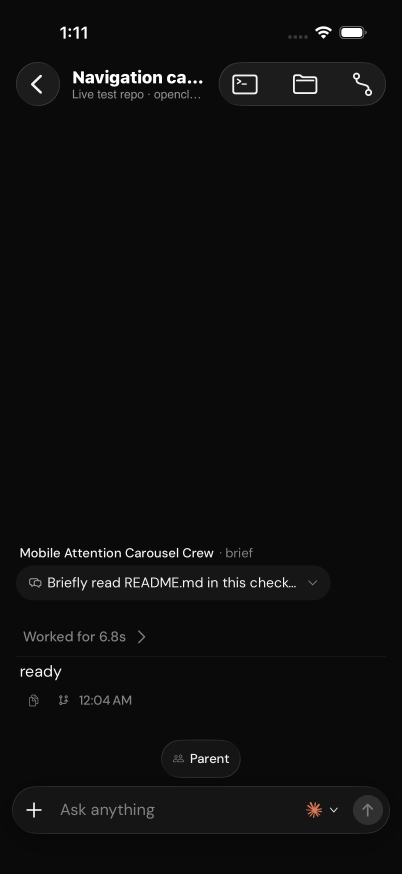 1:11
Navigation ca...
Live test repo · opencl...
Mobile Attention Carousel Crew · brief
Briefly read README.md in this check...
Worked for 6.8s
ready
12:04 AM
Parent
Ask anything